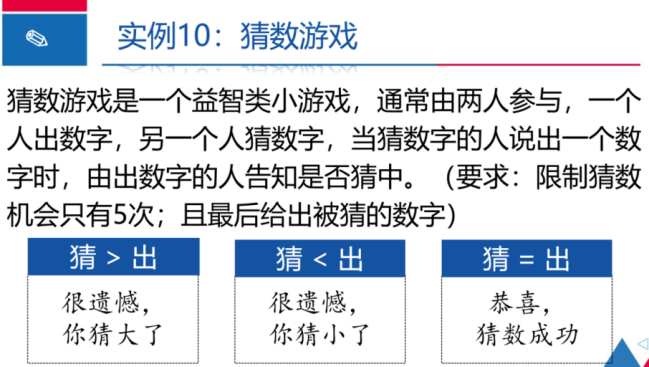 实例10：猜数游戏
猜数游戏是一个益智类小游戏，通常由两人参与，一个
人出数字，另一个人猜数字，当猜数字的人说出一个数
字时，由出数字的人告知是否猜中。（要求：限制猜数
机会只有5次；且最后给出被猜的数字）
猜 > 出
很遗憾，
你猜大了
猜 < 出
很遗憾，
你猜小了
猜 = 出
恭喜，
猜数成功